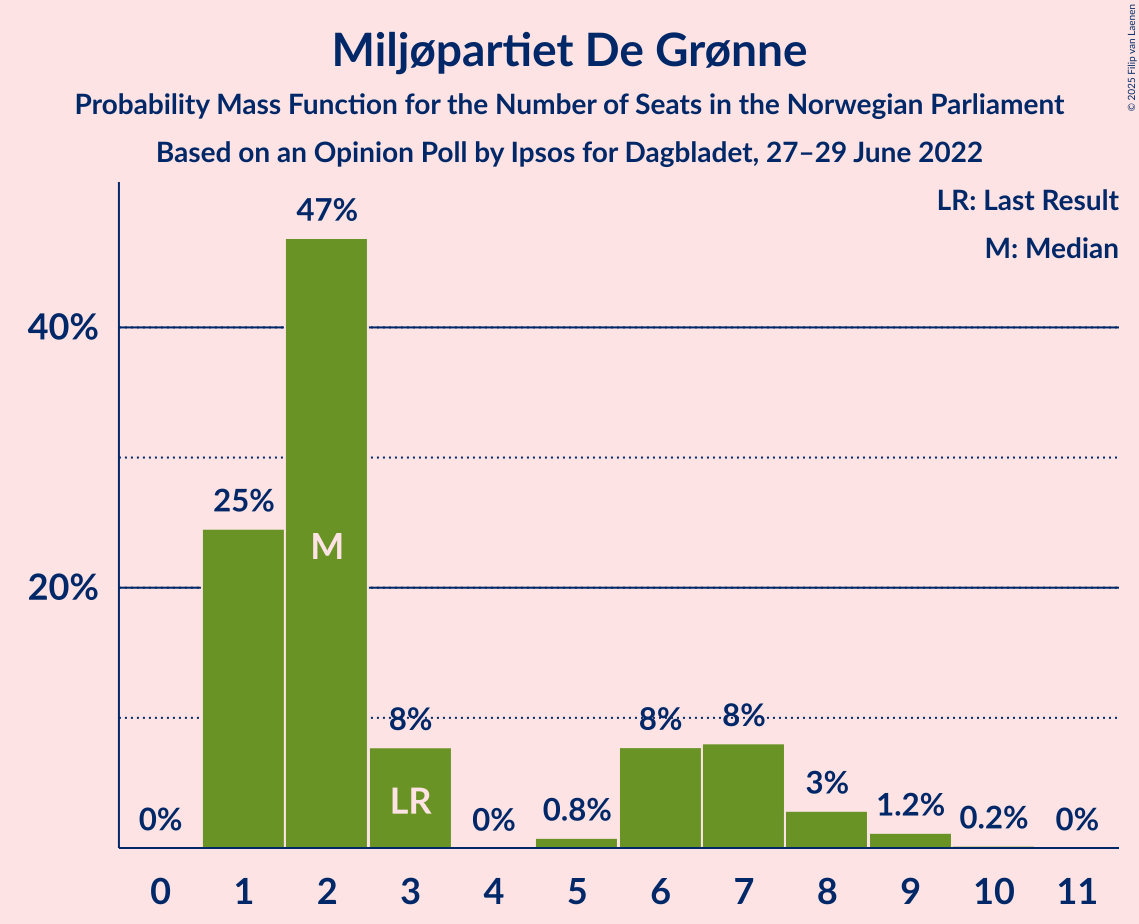 Miljøpartiet De Grønne
Probability Mass Function for the Number of Seats in the Norwegian Parliament
Based on an Opinion Poll by Ipsos for Dagbladet, 27–29 June 2022
© 2025 Filip van Laenen
LR: Last Result
M: Median
47%
40%
25%
M
20%
8%
8%
8%
LR
3%
0%
0%
0.8%
1.2%
0.2%
0%
0 1 2 3 4 5 6 7 8 9 10 11